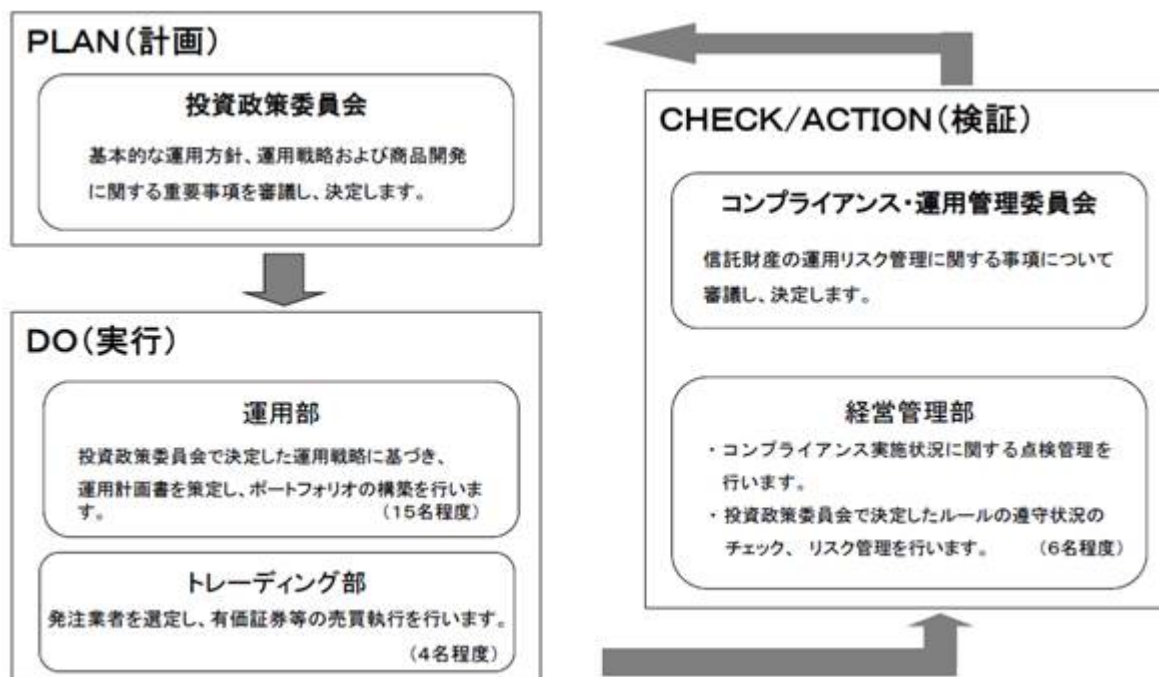 PLAN(計画)
投資政策委員会
基本的な運用方針、運用戦略および商品開発
に関する重要事項を審議し、決定します。
DO(実行)
運用部
投資政策委員会で決定した運用戦略に基づき、
運用計画書を策定し、ポートフォリオの構築を行いま
す。 (15名程度)
トレーディング部
発注業者を選定し、有価証券等の売買執行を行います。
(4名程度)
CHECK/ACTION(検証)
コンプライアンス・運用管理委員会
信託財産の運用リスク管理に関する事項について
審議し、決定します。
経営管理部
・コンプライアンス実施状況に関する点検管理を
行います。
・投資政策委員会で決定したルールの遵守状況の
チェック、 リスク管理を行います。 (6名程度)